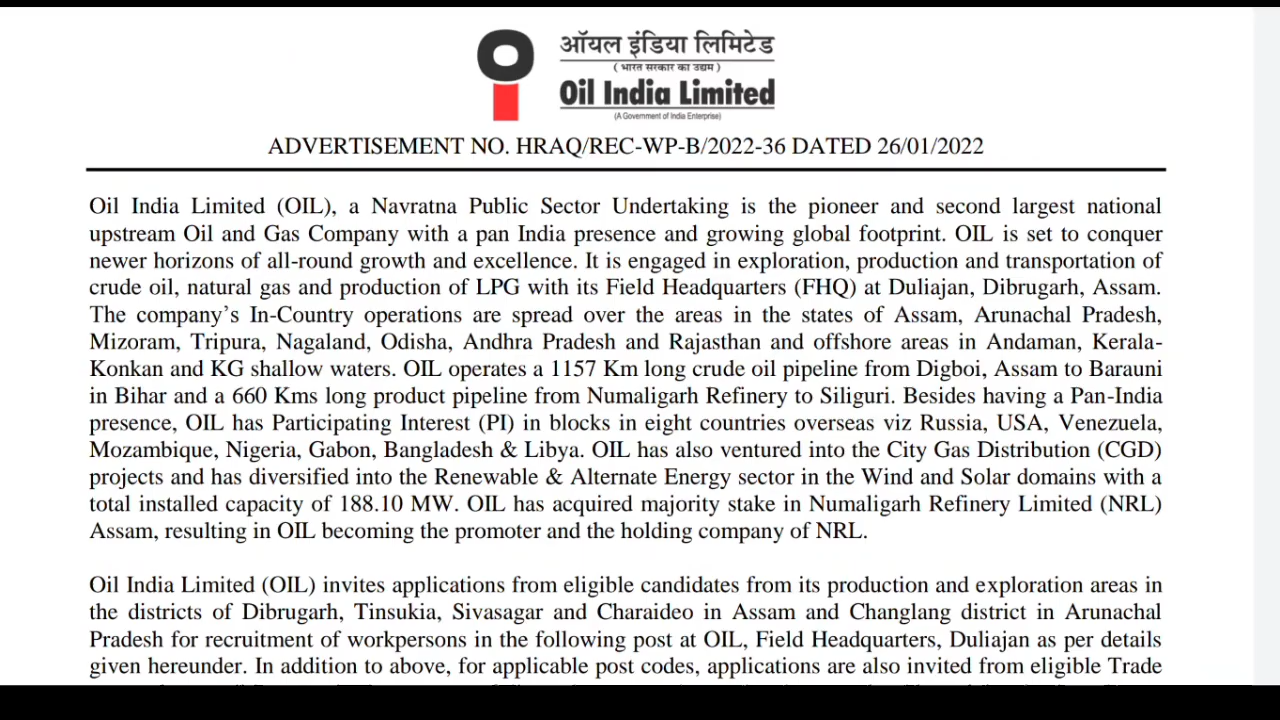 ऑयल इंडिया लिमिटेड
( भारत सरकार का उद्यम )
Oil India Limited
(A Government of India Enterprise)
ADVERTISEMENT NO. HRAQ/REC-WP-B/2022-36 DATED 26/01/2022
Oil India Limited (OIL), a Navratna Public Sector Undertaking is the pioneer and second largest national
upstream Oil and Gas Company with a pan India presence and growing global footprint. OIL is set to conquer
newer horizons of all-round growth and excellence. It is engaged in exploration, production and transportation of
crude oil, natural gas and production of LPG with its Field Headquarters (FHQ) at Duliajan, Dibrugarh, Assam.
The company’s In-Country operations are spread over the areas in the states of Assam, Arunachal Pradesh,
Mizoram, Tripura, Nagaland, Odisha, Andhra Pradesh and Rajasthan and offshore areas in Andaman, Kerala-
Konkan and KG shallow waters. OIL operates a 1157 Km long crude oil pipeline from Digboi, Assam to Barauni
in Bihar and a 660 Kms long product pipeline from Numaligarh Refinery to Siliguri. Besides having a Pan-India
presence, OIL has Participating Interest (PI) in blocks in eight countries overseas viz Russia, USA, Venezuela,
Mozambique, Nigeria, Gabon, Bangladesh & Libya. OIL has also ventured into the City Gas Distribution (CGD)
projects and has diversified into the Renewable & Alternate Energy sector in the Wind and Solar domains with a
total installed capacity of 188.10 MW. OIL has acquired majority stake in Numaligarh Refinery Limited (NRL)
Assam, resulting in OIL becoming the promoter and the holding company of NRL.
Oil India Limited (OIL) invites applications from eligible candidates from its production and exploration areas in
the districts of Dibrugarh, Tinsukia, Sivasagar and Charaideo in Assam and Changlang district in Arunachal
Pradesh for recruitment of workpersons in the following post at OIL, Field Headquarters, Duliajan as per details
given hereunder. In addition to above, for applicable post codes, applications are also invited from eligible Trade